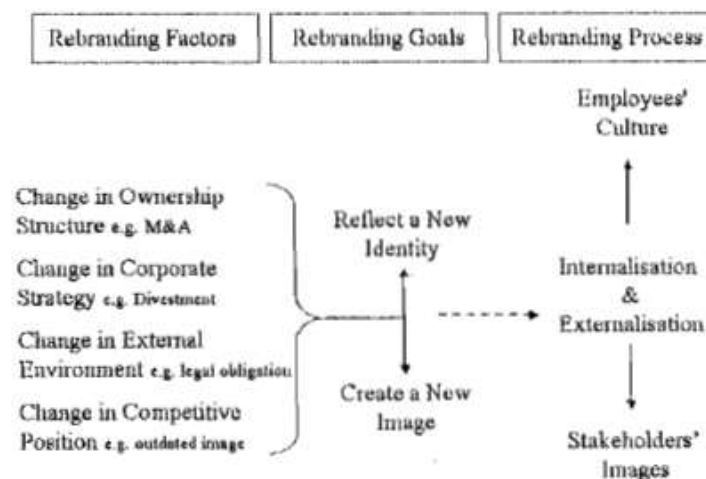 Rebranding Factors
Rebranding Goals
Rebranding Process
Employees'
Culture
Change in Ownership
Structure e.g. M&A
Change in Corporate
Strategy e.g. Divestment
Change in External
Environment e.g. legal obligation
Change in Competitive
Position e.g. outdated image
Reflect a New
Identity
Create a New
Image
Internalisation
&
Externalisation
Stakeholders'
Images